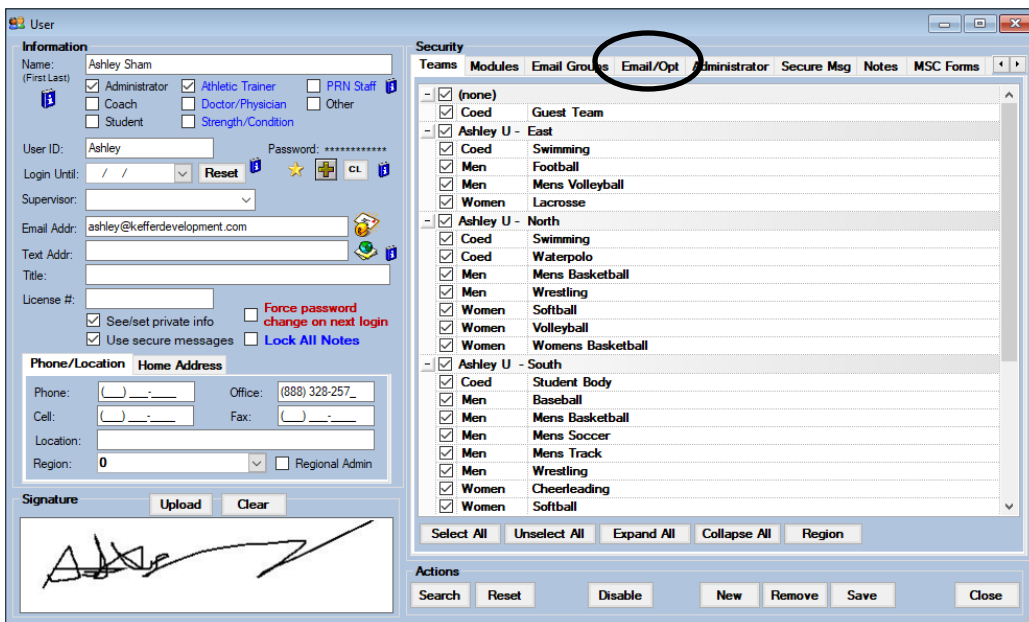 User
Information
Name: Ashley Sham
(First Last)
Administrator Athletic Trainer PRN Staff
Coach Doctor/Physician Other
Student Strength/Condition
User ID: Ashley Password: ************
Login Until: / / Reset CL
Supervisor:
Email Addr: ashley@kefferdevelopment.com
Text Addr:
Title:
License #:
See/set private info Force password change on next login
Use secure messages Lock All Notes
Phone/Location Home Address
Phone: (__) ___-____ Office: (888) 328-257_
Cell: (__) ___-____ Fax: (__) ___-____
Location:
Region: 0 Regional Admin
Signature Upload Clear
Security
Teams Modules Email Groups Email/Opt Administrator Secure Msg Notes MSC Forms
(none)
Coed Guest Team
Ashley U - East
Coed Swimming
Men Football
Men Mens Volleyball
Women Lacrosse
Ashley U - North
Coed Swimming
Coed Waterpolo
Men Mens Basketball
Men Wrestling
Women Softball
Women Volleyball
Women Womens Basketball
Ashley U - South
Coed Student Body
Men Baseball
Men Mens Basketball
Men Mens Soccer
Men Mens Track
Men Wrestling
Women Cheerleading
Women Softball
Select All Unselect All Expand All Collapse All Region
Actions
Search Reset Disable New Remove Save Close